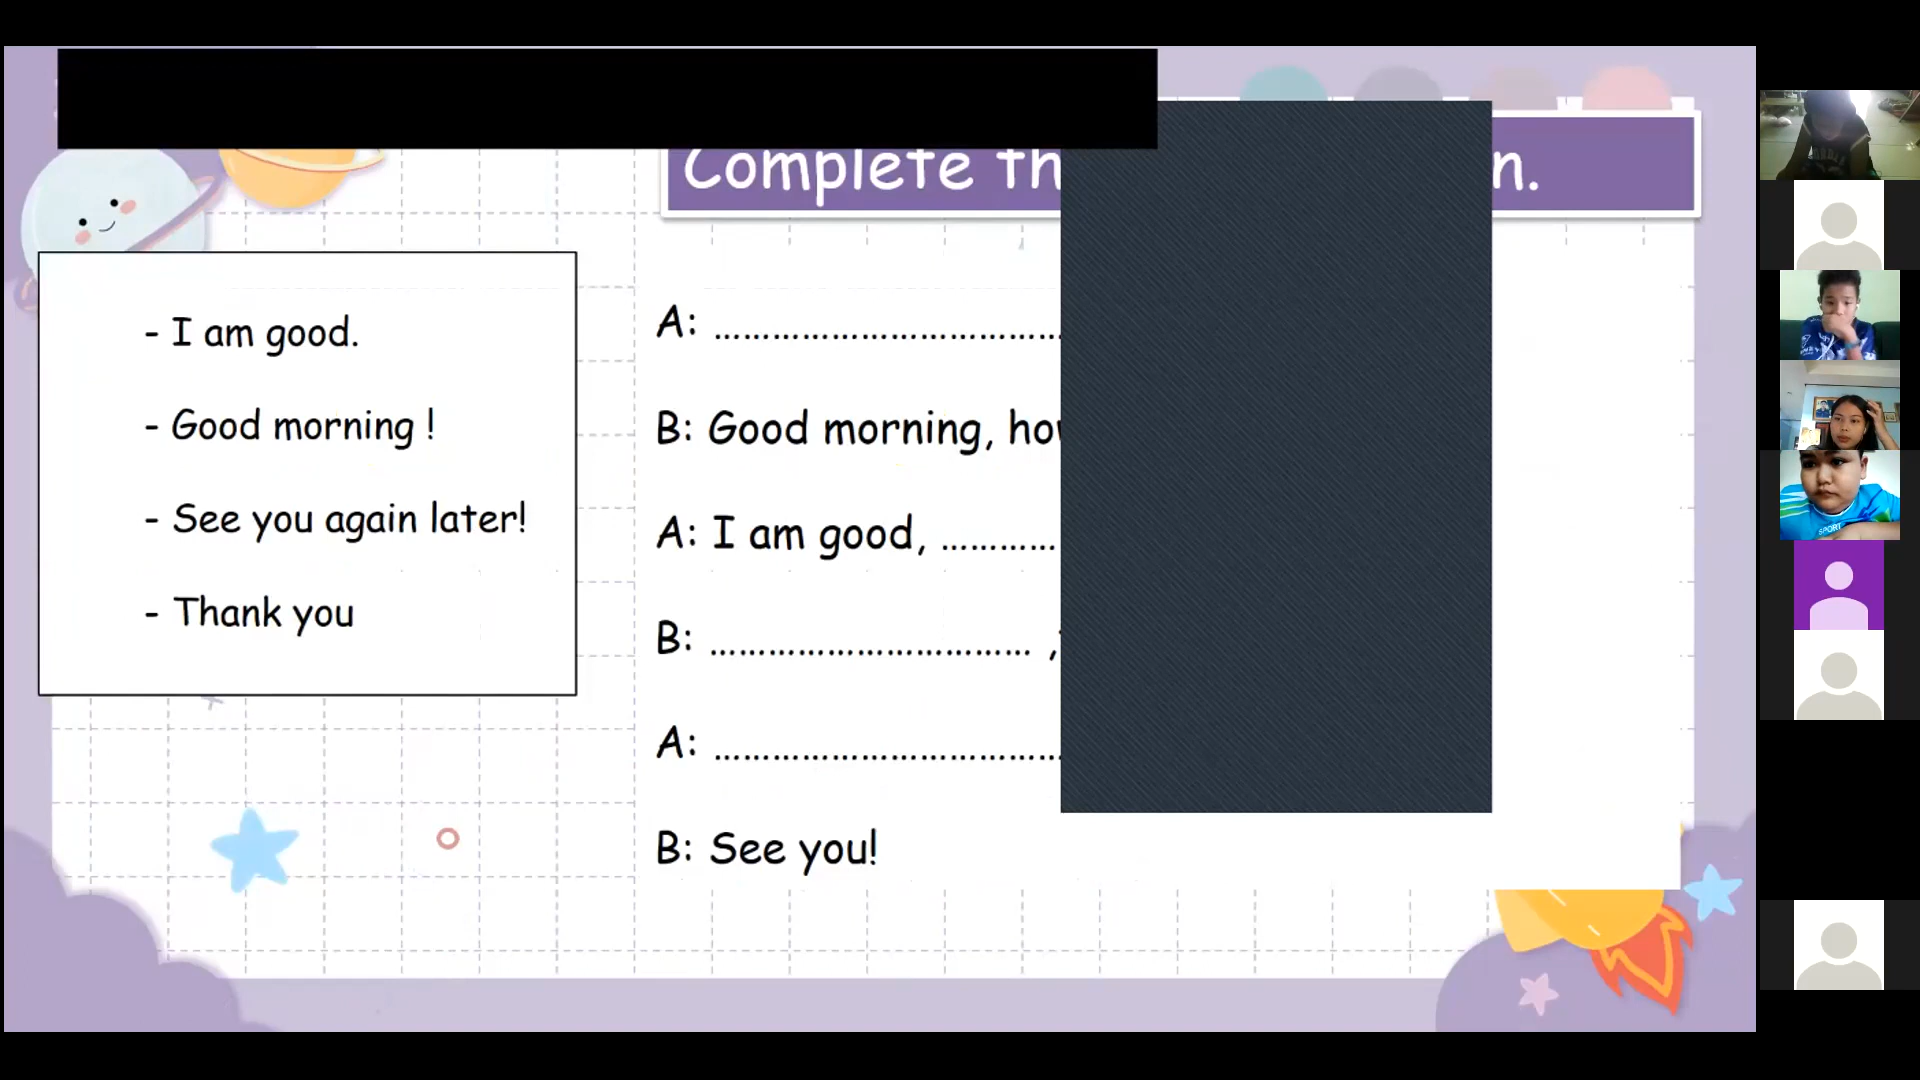 Complete th n.
- I am good.
- Good morning !
- See you again later!
- Thank you
A: ....................................
B: Good morning, how
A: I am good, ............
B: ................................. ;
A: ....................................
B: See you!
SPORT